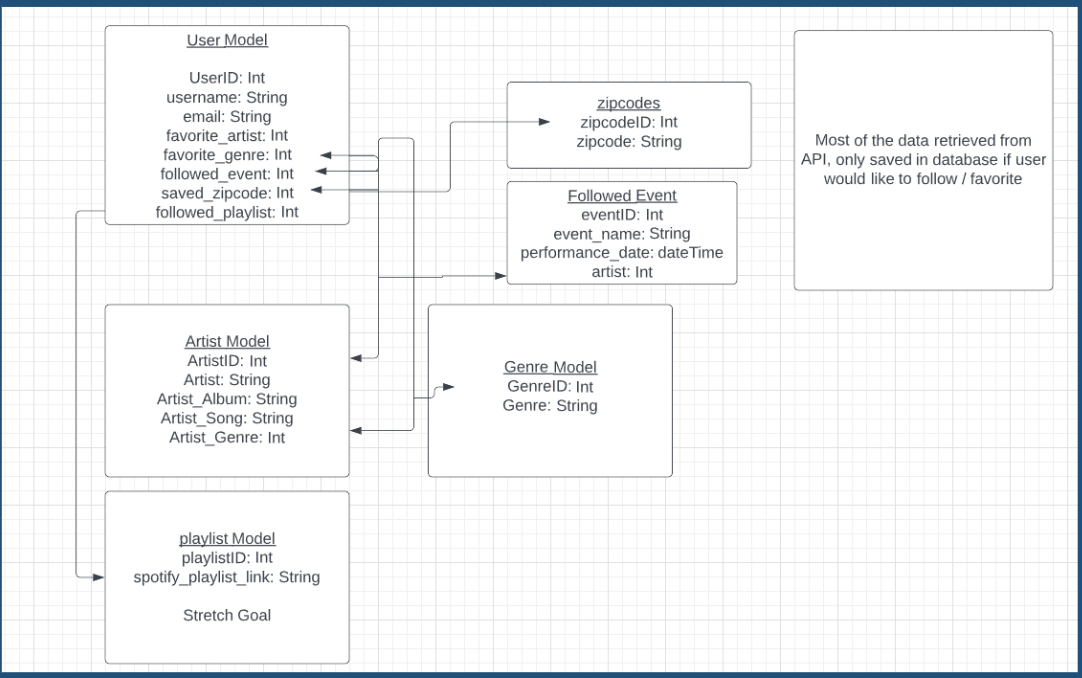 User Model
UserID: Int
username: String
email: String
favorite_artist: Int
favorite_genre: Int
followed_event: Int
saved_zipcode: Int
followed_playlist: Int
zipcodes
zipcodeID: Int
zipcode: String
Followed Event
eventID: Int
event_name: String
performance_date: dateTime
artist: Int
Most of the data retrieved from
API, only saved in database if user
would like to follow / favorite
Artist Model
ArtistID: Int
Artist: String
Artist_Album: String
Artist_Song: String
Artist_Genre: Int
Genre Model
GenreID: Int
Genre: String
playlist Model
playlistID: Int
spotify_playlist_link: String
Stretch Goal